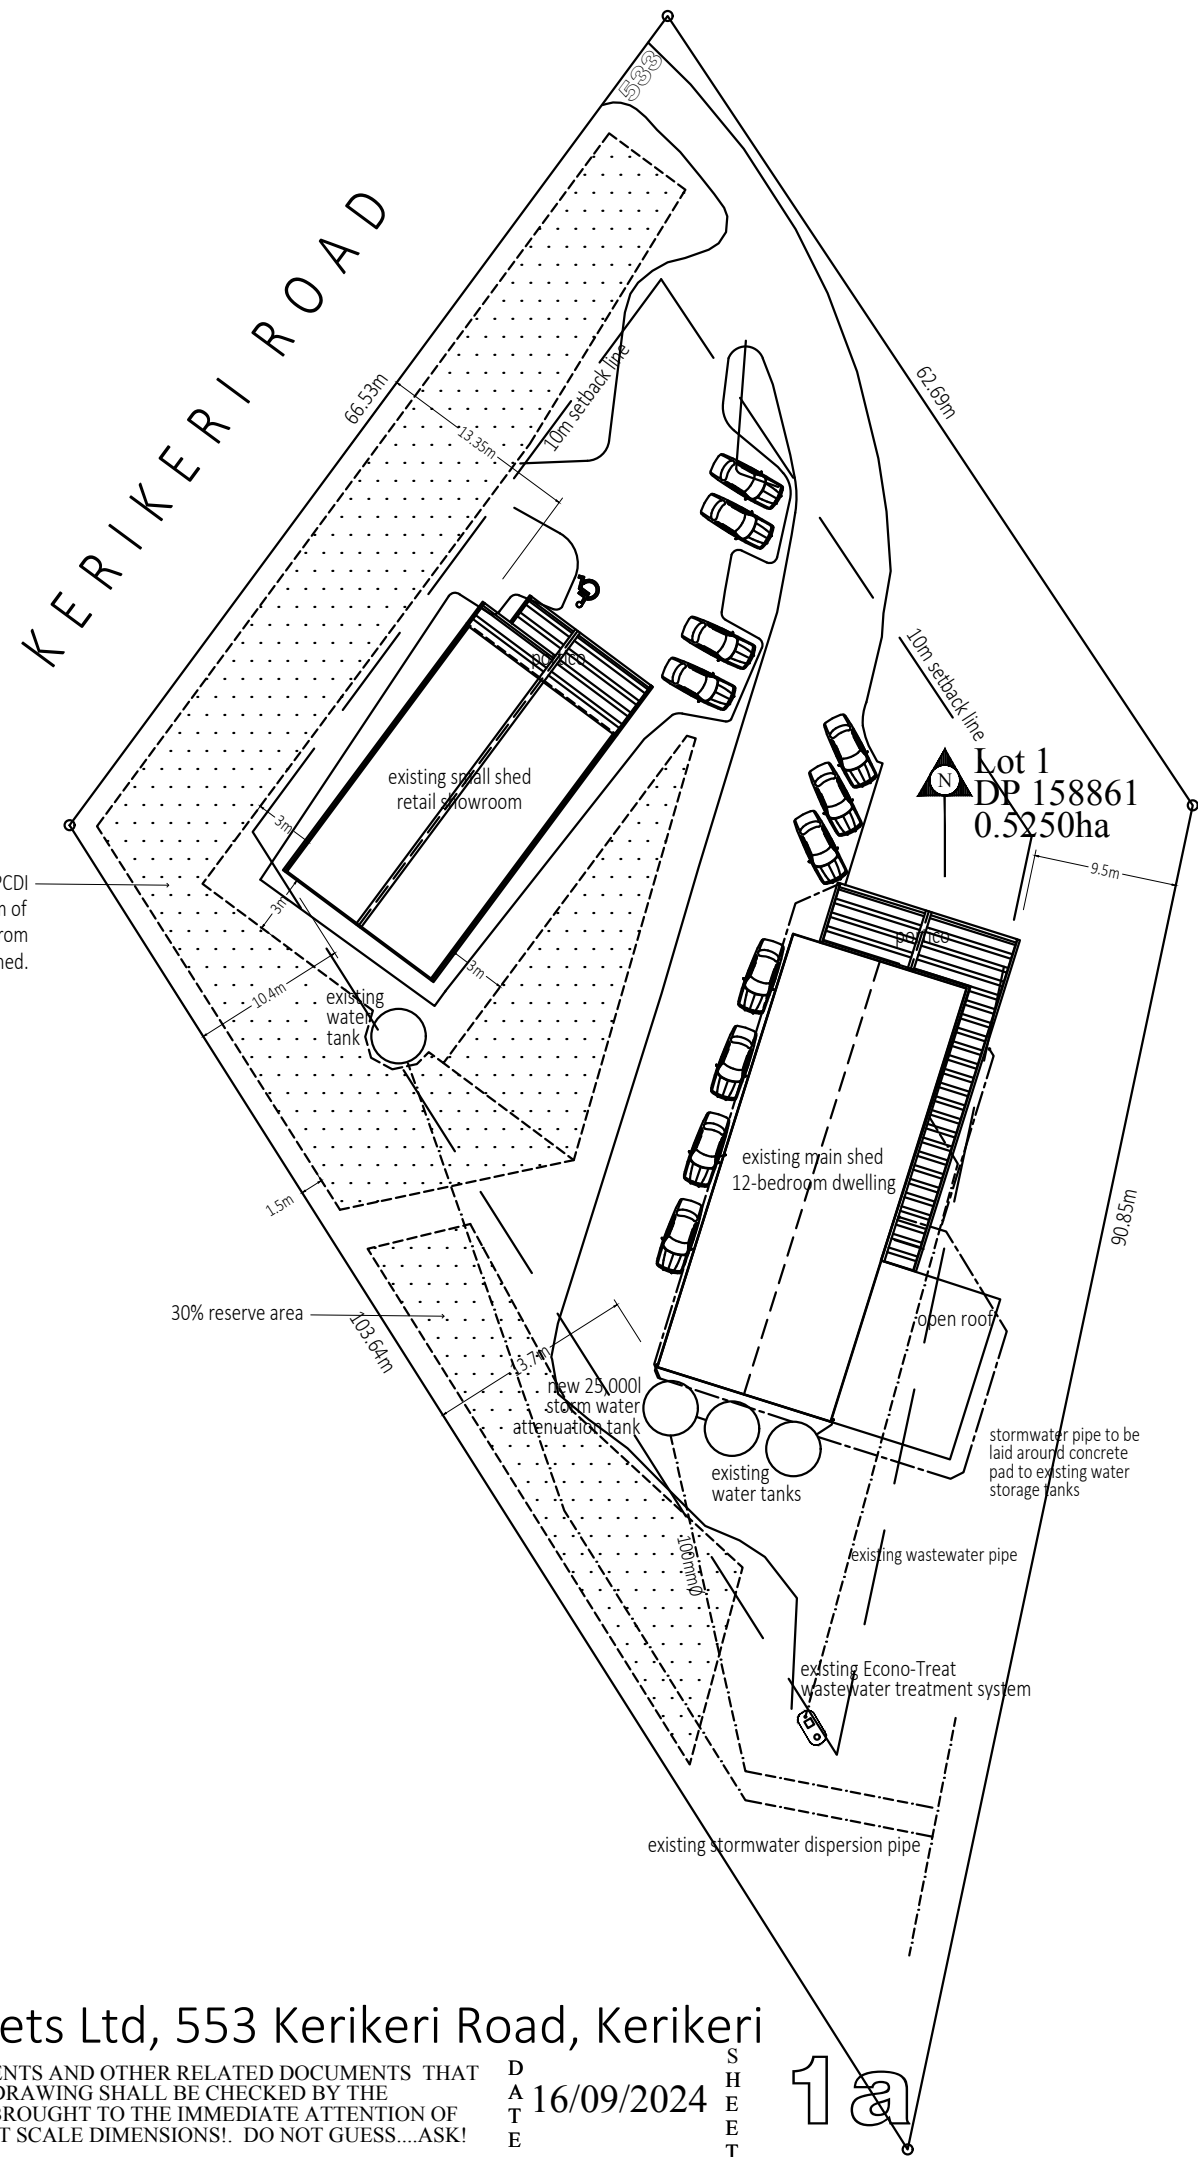 533
KERIKERI ROAD
66.53m
13.35m
10m setback line
62.69m
10m setback line
portico
existing small shed
retail showroom
Lot 1
DP 158861
0.5250ha
N
9.5m
3m
3m
3m
PCDI
of
rom
ned.
10.4m
existing
water
tank
portico
existing main shed
12-bedroom dwelling
1.5m
90.85m
30% reserve area
103.64m
13.7m
open roof
new 25,000l
storm water
attenuation tank
existing
water tanks
stormwater pipe to be
laid around concrete
pad to existing water
storage tanks
100mmØ
existing wastewater pipe
existing Econo-Treat
wastewater treatment system
existing stormwater dispersion pipe
ets Ltd, 553 Kerikeri Road, Kerikeri
ENTS AND OTHER RELATED DOCUMENTS THAT
DRAWING SHALL BE CHECKED BY THE
BROUGHT TO THE IMMEDIATE ATTENTION OF
T SCALE DIMENSIONS!. DO NOT GUESS....ASK!
DATE
16/09/2024
SHEET
1a